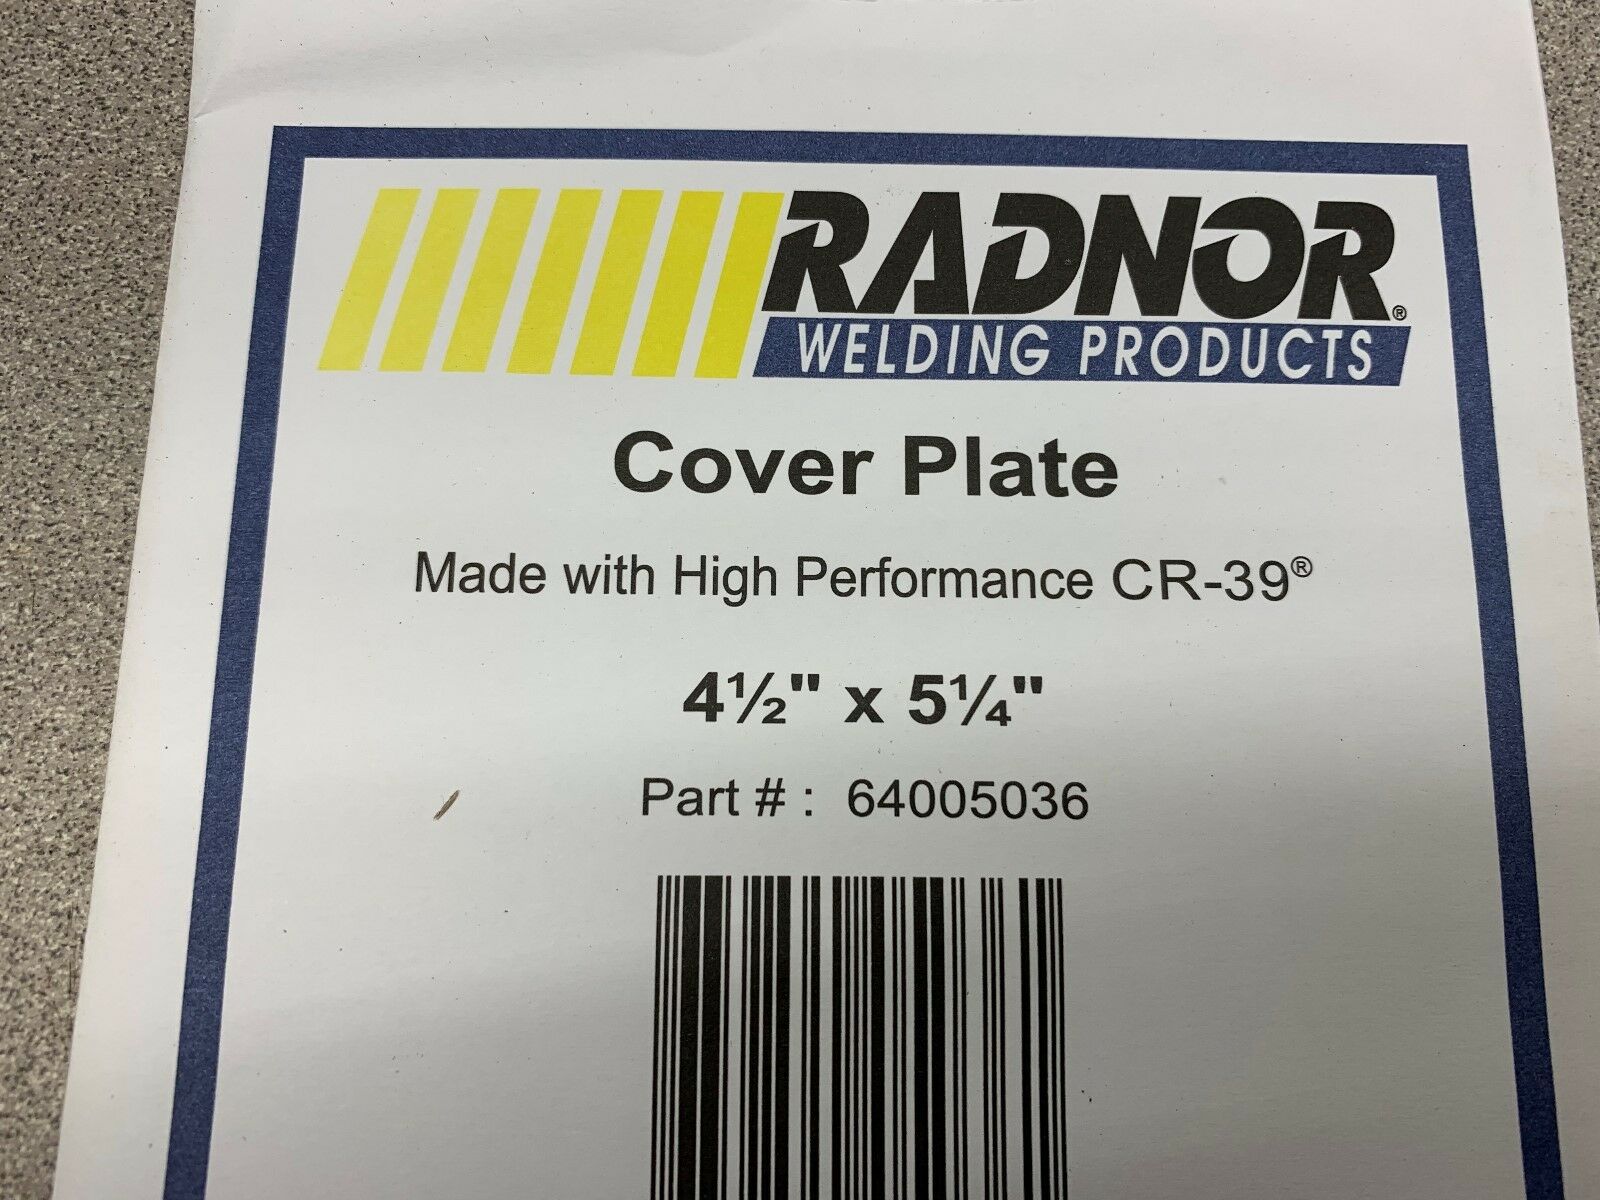 RADNOR®
WELDING PRODUCTS
Cover Plate
Made with High Performance CR-39®
4½" x 5¼"
Part # : 64005036